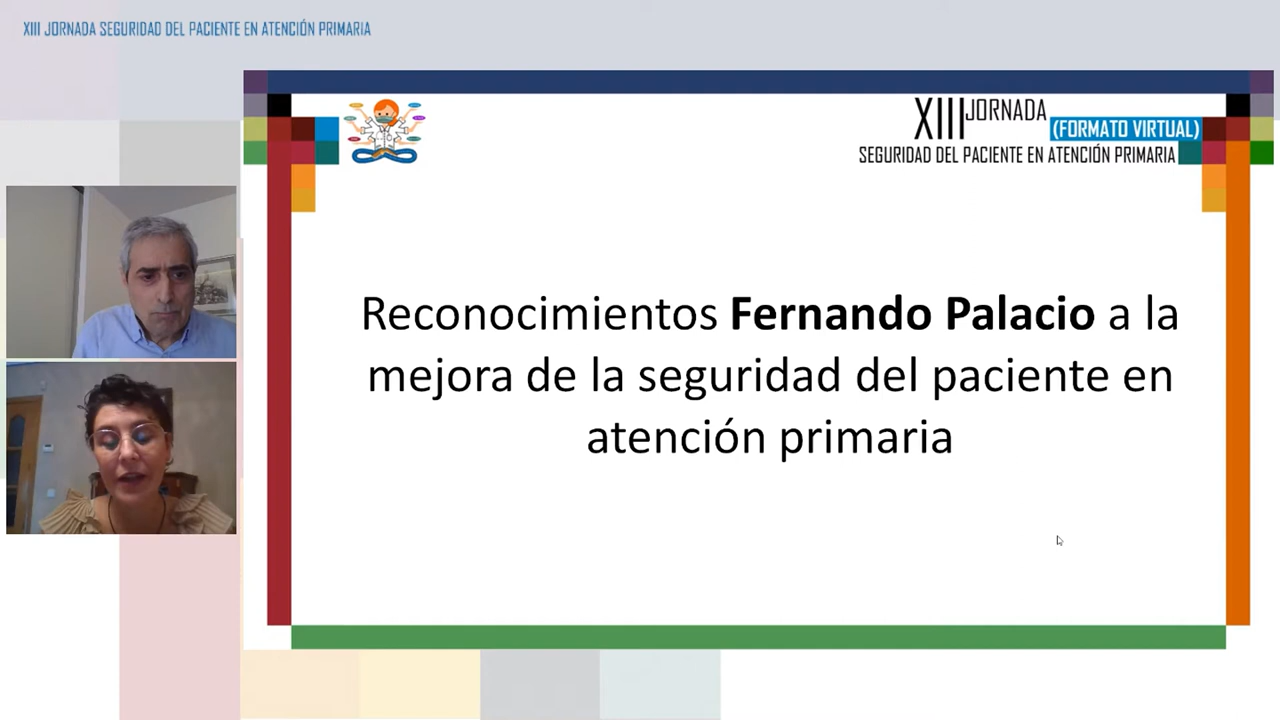 XIII JORNADA SEGURIDAD DEL PACIENTE EN ATENCIÓN PRIMARIA
XIII JORNADA
(FORMATO VIRTUAL)
SEGURIDAD DEL PACIENTE EN ATENCIÓN PRIMARIA
Reconocimientos Fernando Palacio a la
mejora de la seguridad del paciente en
atención primaria